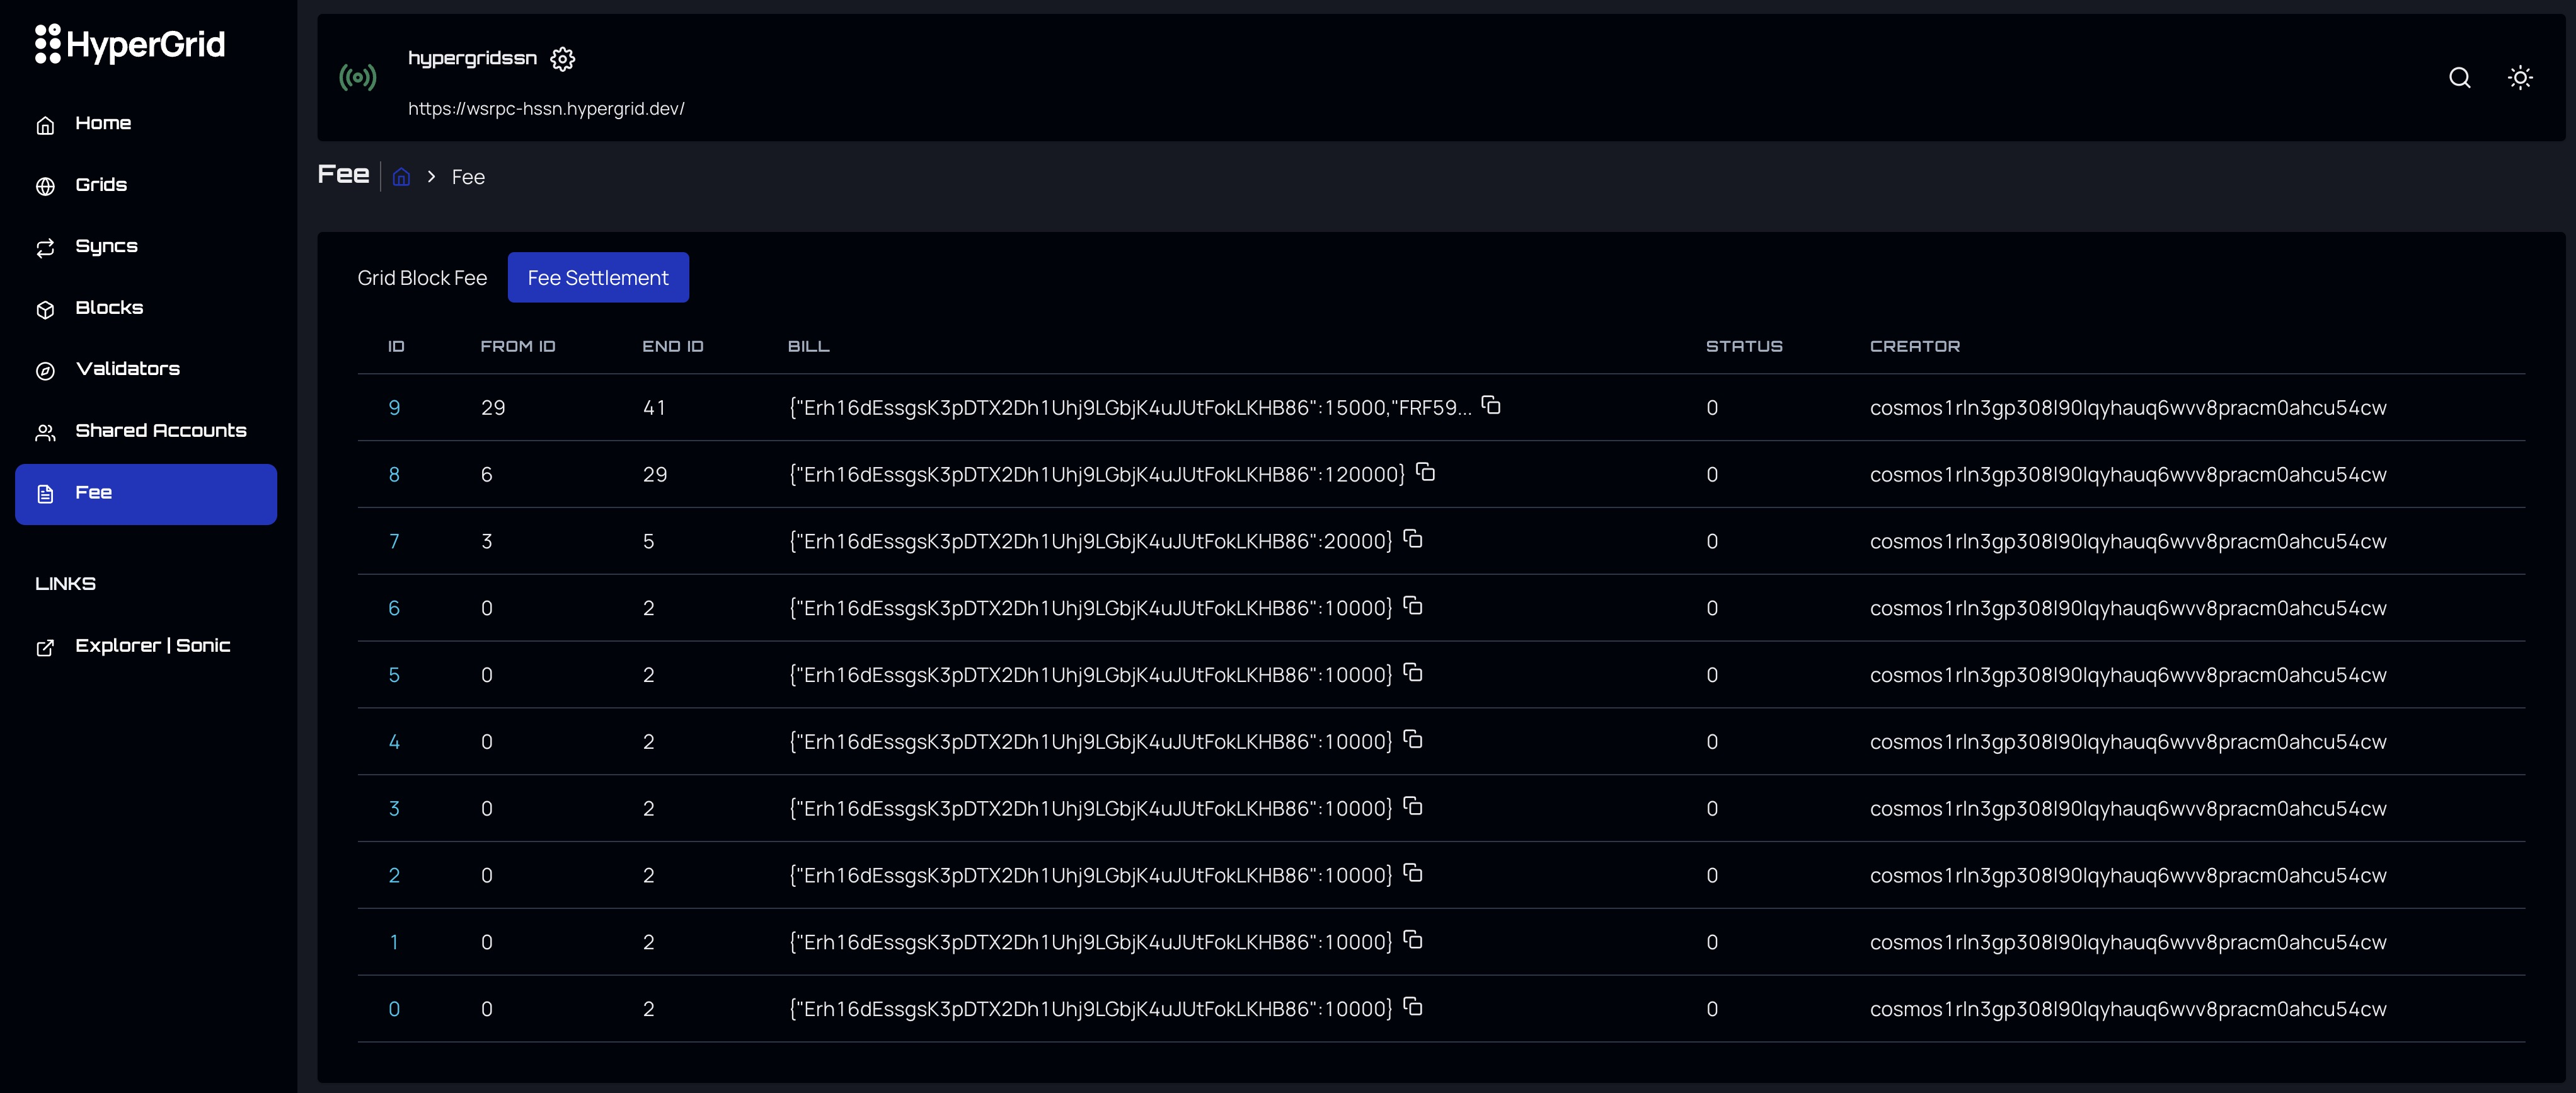 HyperGrid
Home
Grids
Syncs
Blocks
Validators
Shared Accounts
Fee
LINKS
Explorer | Sonic
hypergridssn
https://wsrpc-hssn.hypergrid.dev/
Fee Fee
Grid Block Fee Fee Settlement
ID FROM ID END ID BILL STATUS CREATOR
9 29 41 {"Erh16dEssgsK3pDTX2Dh1Uhj9LGbjK4uJUtFokLKHB86":15000,"FRF59... 0 cosmos1rln3gp308l90lqyhauq6wvv8pracm0ahcu54cw
8 6 29 {"Erh16dEssgsK3pDTX2Dh1Uhj9LGbjK4uJUtFokLKHB86":120000} 0 cosmos1rln3gp308l90lqyhauq6wvv8pracm0ahcu54cw
7 3 5 {"Erh16dEssgsK3pDTX2Dh1Uhj9LGbjK4uJUtFokLKHB86":20000} 0 cosmos1rln3gp308l90lqyhauq6wvv8pracm0ahcu54cw
6 0 2 {"Erh16dEssgsK3pDTX2Dh1Uhj9LGbjK4uJUtFokLKHB86":10000} 0 cosmos1rln3gp308l90lqyhauq6wvv8pracm0ahcu54cw
5 0 2 {"Erh16dEssgsK3pDTX2Dh1Uhj9LGbjK4uJUtFokLKHB86":10000} 0 cosmos1rln3gp308l90lqyhauq6wvv8pracm0ahcu54cw
4 0 2 {"Erh16dEssgsK3pDTX2Dh1Uhj9LGbjK4uJUtFokLKHB86":10000} 0 cosmos1rln3gp308l90lqyhauq6wvv8pracm0ahcu54cw
3 0 2 {"Erh16dEssgsK3pDTX2Dh1Uhj9LGbjK4uJUtFokLKHB86":10000} 0 cosmos1rln3gp308l90lqyhauq6wvv8pracm0ahcu54cw
2 0 2 {"Erh16dEssgsK3pDTX2Dh1Uhj9LGbjK4uJUtFokLKHB86":10000} 0 cosmos1rln3gp308l90lqyhauq6wvv8pracm0ahcu54cw
1 0 2 {"Erh16dEssgsK3pDTX2Dh1Uhj9LGbjK4uJUtFokLKHB86":10000} 0 cosmos1rln3gp308l90lqyhauq6wvv8pracm0ahcu54cw
0 0 2 {"Erh16dEssgsK3pDTX2Dh1Uhj9LGbjK4uJUtFokLKHB86":10000} 0 cosmos1rln3gp308l90lqyhauq6wvv8pracm0ahcu54cw